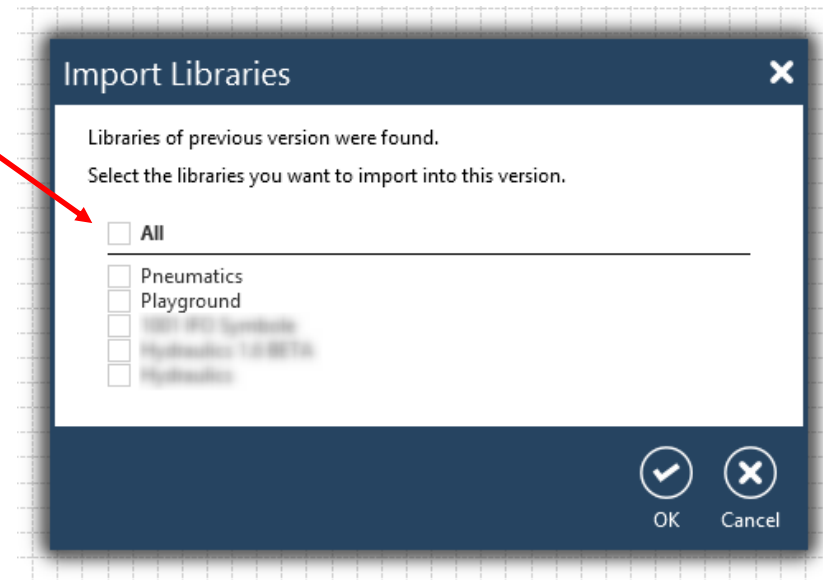 Import Libraries
Libraries of previous version were found.
Select the libraries you want to import into this version.
All
Pneumatics
Playground
OK
Cancel